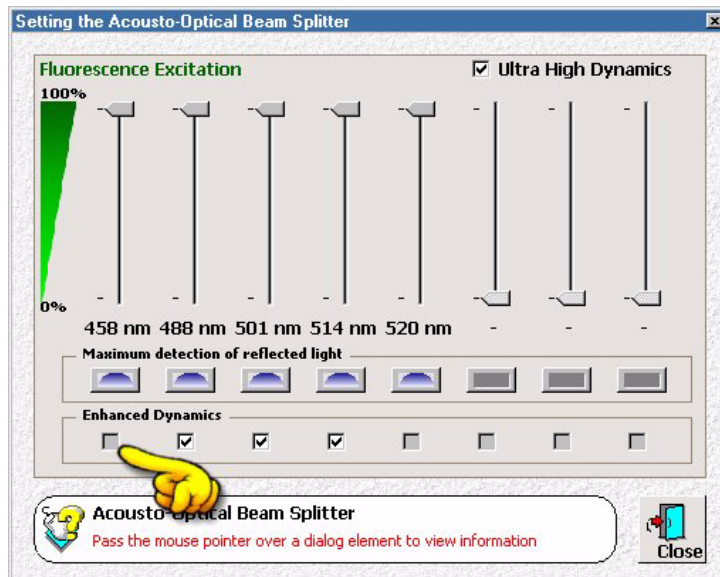 Setting the Acousto-Optical Beam Splitter
Fluorescence Excitation
Ultra High Dynamics
100%
0%
458 nm 488 nm 501 nm 514 nm 520 nm - - -
Maximum detection of reflected light
Enhanced Dynamics
Acousto-Optical Beam Splitter
Pass the mouse pointer over a dialog element to view information
Close